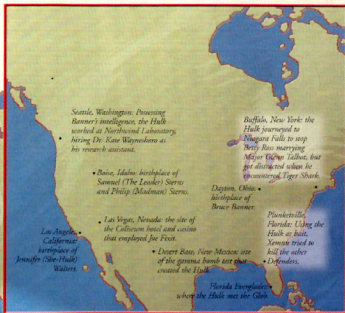 Seattle, Washington: Possessing
Banner's intelligence, the Hulk
worked at Northwind Laboratory,
hiring Dr. Kate Waynesboro as
his research assistant.
Buffalo, New York: the
Hulk journeyed to
Niagara Falls to stop
Betty Ross marrying
Major Glenn Talbot, but
got distracted when he
encountered Tiger Shark.
Boise, Idaho: birthplace of
Samuel (The Leader) Sterns
and Philip (Madman) Sterns.
Dayton, Ohio:
birthplace of
Bruce Banner.
Las Vegas, Nevada: the site of
the Coliseum hotel and casino
that employed Joe Fixit.
Los Angeles,
California:
birthplace of
Jennifer (She-Hulk)
Walters.
Desert Base, New Mexico: site
of the gamma bomb test that
created the Hulk.
Plunketville,
Florida: Using the
Hulk as bait,
Xemnu tried to
kill the other
Defenders.
Florida Everglades:
where the Hulk met the Glob.